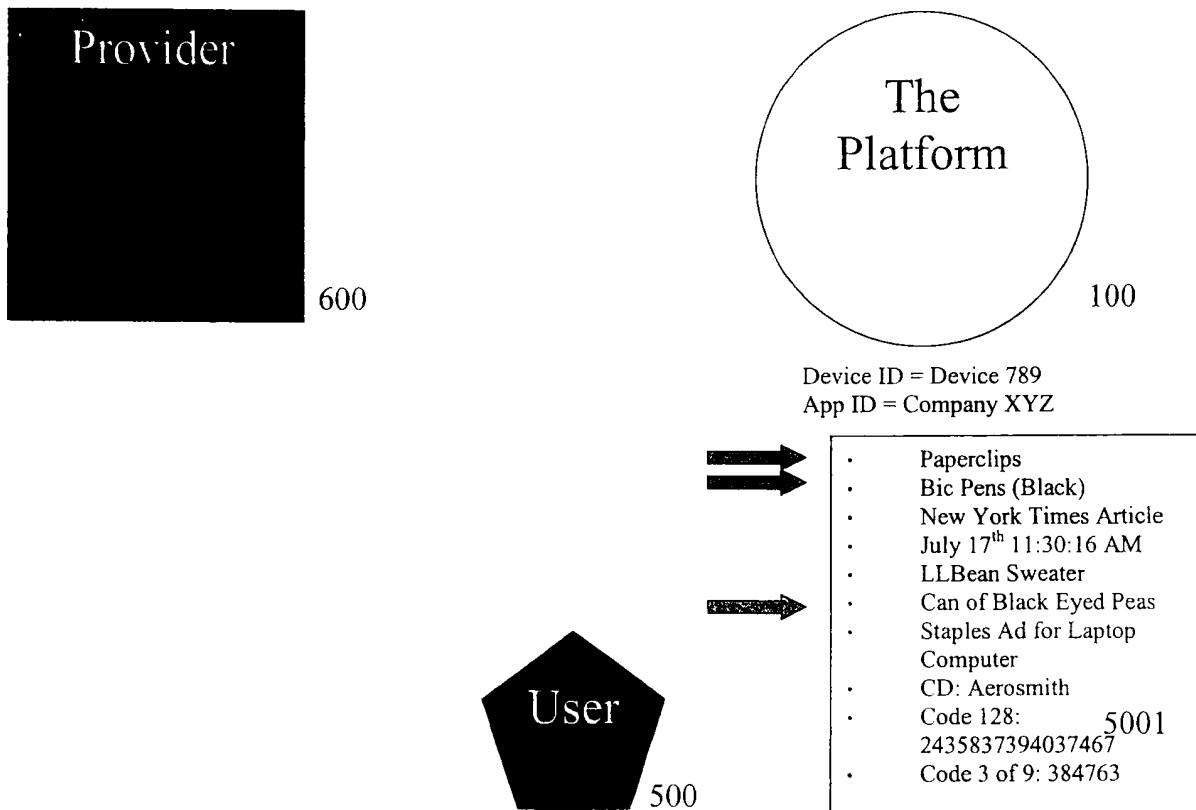 Provider
600
The
Platform
100
Device ID = Device 789
App ID = Company XYZ
· Paperclips
· Bic Pens (Black)
· New York Times Article
· July 17th 11:30:16 AM
· LLBean Sweater
· Can of Black Eyed Peas
· Staples Ad for Laptop
Computer
· CD: Aerosmith
· Code 128:
2435837394037467
· Code 3 of 9: 384763
5001
User
500